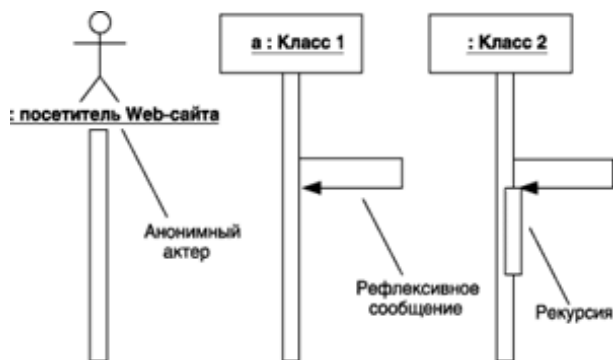 а : Класс 1
: Класс 2
: посетитель Web-сайта
Анонимный
актер
Рефлексивное
сообщение
Рекурсия